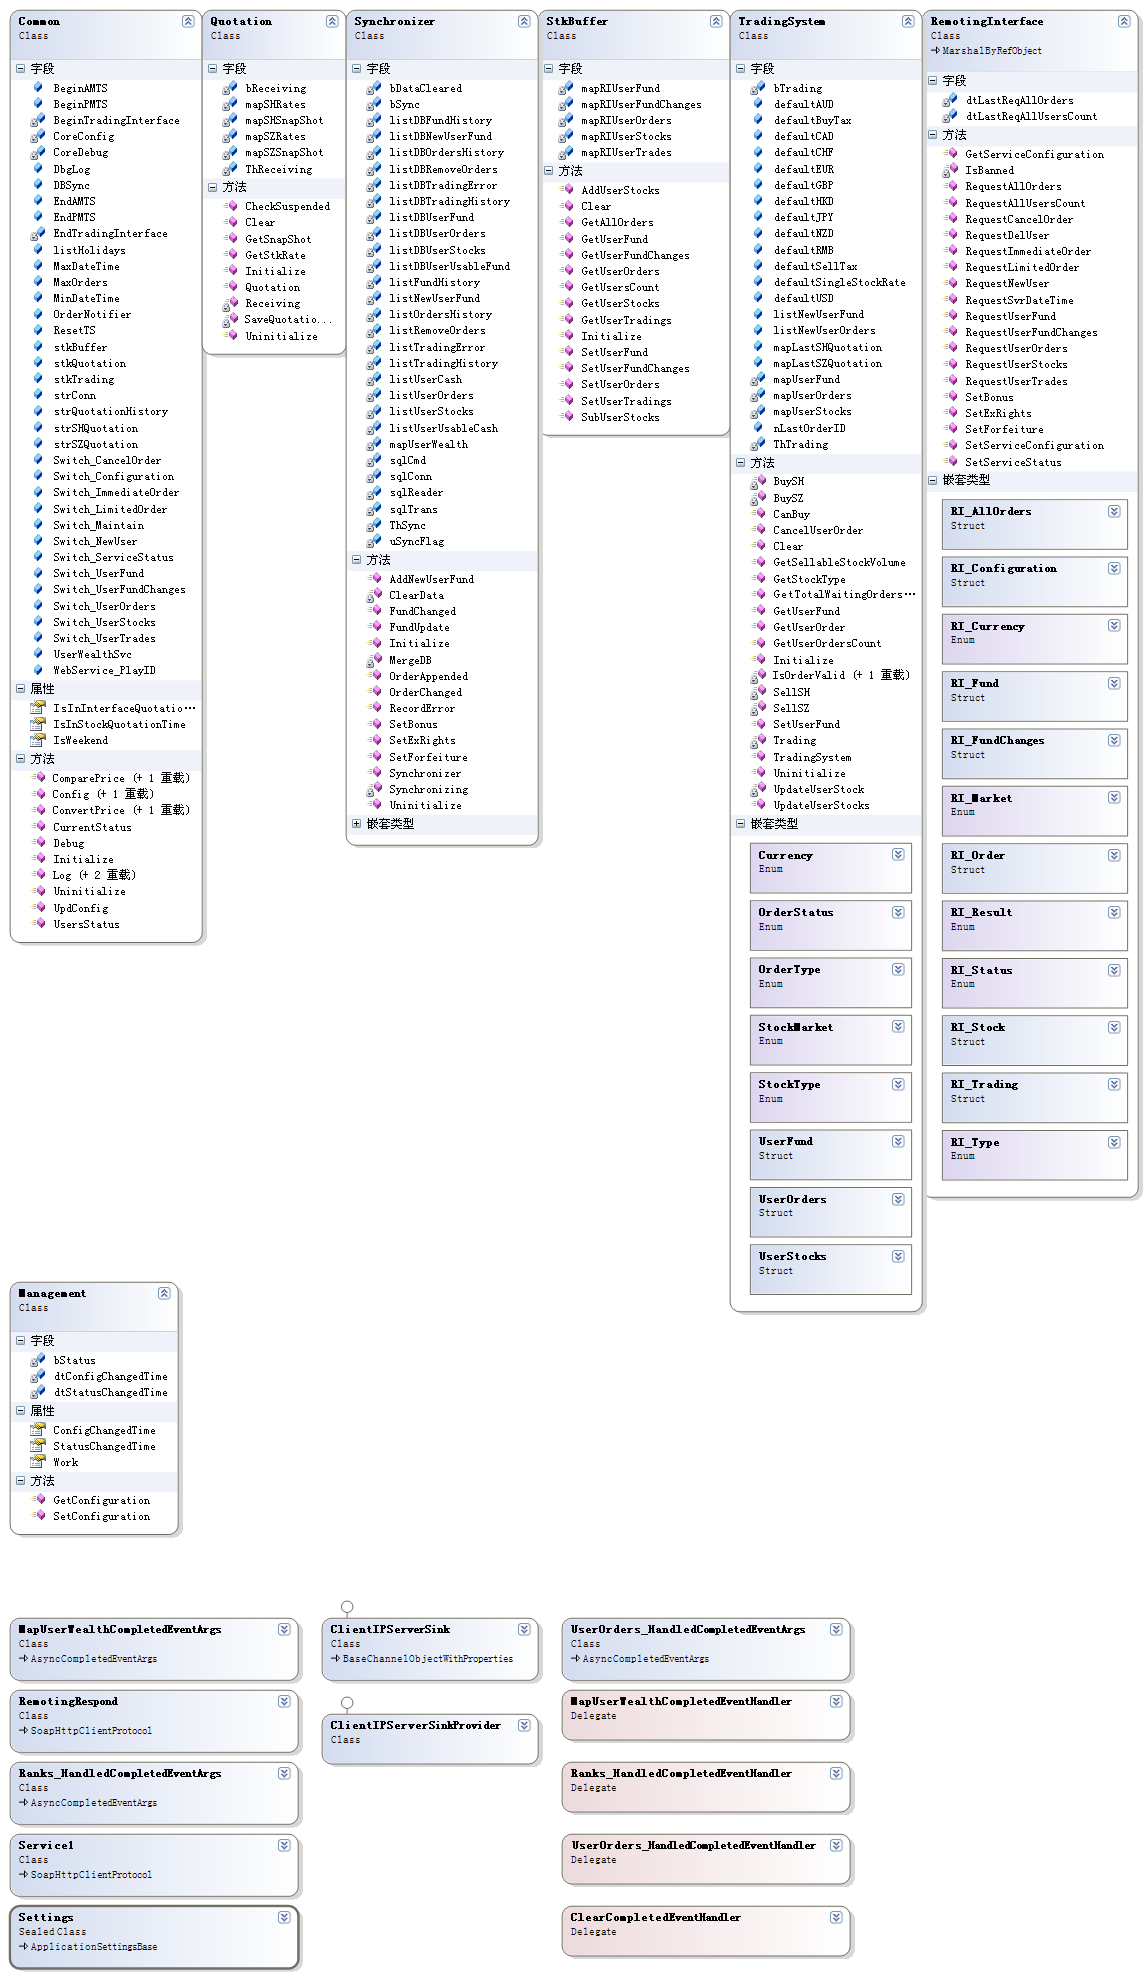 Common
Class
字段
BeginAMTS
BeginPMTS
BeginTradingInterface
CoreConfig
CoreDebug
DbgLog
DBSync
EndAMTS
EndPMTS
EndTradingInterface
listHolidays
MaxDateTime
MaxOrders
MinDateTime
OrderNotifier
ResetTS
stkBuffer
stkQuotation
stkTrading
strConn
strQuotationHistory
strSHQuotation
strSZQuotation
Switch_CancelOrder
Switch_Configuration
Switch_ImmediateOrder
Switch_LimitedOrder
Switch_Maintain
Switch_NewUser
Switch_ServiceStatus
Switch_UserFund
Switch_UserFundChanges
Switch_UserOrders
Switch_UserStocks
Switch_UserTrades
UserWealthSvc
WebService_PlayID
属性
IsInInterfaceQuotatio...
IsInStockQuotationTime
IsWeekend
方法
ComparePrice (+ 1 重载)
Config (+ 1 重载)
ConvertPrice (+ 1 重载)
CurrentStatus
Debug
Initialize
Log (+ 2 重载)
Uninitialize
UpdConfig
UsersStatus
Quotation
Class
字段
bReceiving
mapSHRates
mapSHSnapShot
mapSZRates
mapSZSnapShot
ThReceiving
方法
CheckSuspended
Clear
GetSnapShot
GetStkRate
Initialize
Quotation
Receiving
SaveQuotatio...
Uninitialize
Synchronizer
Class
字段
bDataCleared
bSync
listDBFundHistory
listDBNewUserFund
listDBOrdersHistory
listDBRemoveOrders
listDBTradingError
listDBTradingHistory
listDBUserFund
listDBUserOrders
listDBUserStocks
listDBUserUsableFund
listFundHistory
listNewUserFund
listOrdersHistory
listRemoveOrders
listTradingError
listTradingHistory
listUserCash
listUserOrders
listUserStocks
listUserUsableCash
mapUserWealth
sqlCmd
sqlConn
sqlReader
sqlTrans
ThSync
uSyncFlag
方法
AddNewUserFund
ClearData
FundChanged
FundUpdate
Initialize
MergeDB
OrderAppended
OrderChanged
RecordError
SetBonus
SetExRights
SetForfeiture
Synchronizer
Synchronizing
Uninitialize
嵌套类型
StkBuffer
Class
字段
mapRIUserFund
mapRIUserFundChanges
mapRIUserOrders
mapRIUserStocks
mapRIUserTrades
方法
AddUserStocks
Clear
GetAllOrders
GetUserFund
GetUserFundChanges
GetUserOrders
GetUsersCount
GetUserStocks
GetUserTradings
Initialize
SetUserFund
SetUserFundChanges
SetUserOrders
SetUserTradings
SubUserStocks
TradingSystem
Class
字段
bTrading
defaultAUD
defaultBuyTax
defaultCAD
defaultCHF
defaultEUR
defaultGBP
defaultHKD
defaultJPY
defaultNZD
defaultRMB
defaultSellTax
defaultSingleStockRate
defaultUSD
listNewUserFund
listNewUserOrders
mapLastSHQuotation
mapLastSZQuotation
mapUserFund
mapUserOrders
mapUserStocks
nLastOrderID
ThTrading
方法
BuySH
BuySZ
CanBuy
CancelUserOrder
Clear
GetSellableStockVolume
GetStockType
GetTotalWaitingOrders...
GetUserFund
GetUserOrder
GetUserOrdersCount
Initialize
IsOrderValid (+ 1 重载)
SellSH
SellSZ
SetUserFund
Trading
TradingSystem
Uninitialize
UpdateUserStock
UpdateUserStocks
嵌套类型
Currency
Enum
OrderStatus
Enum
OrderType
Enum
StockMarket
Enum
StockType
Enum
UserFund
Struct
UserOrders
Struct
UserStocks
Struct
RemotingInterface
Class
MarshalByRefObject
字段
dtLastReqAllOrders
dtLastReqAllUsersCount
方法
GetServiceConfiguration
IsBanned
RequestAllOrders
RequestAllUsersCount
RequestCancelOrder
RequestDelUser
RequestImmediateOrder
RequestLimitedOrder
RequestNewUser
RequestSvrDateTime
RequestUserFund
RequestUserFundChanges
RequestUserOrders
RequestUserStocks
RequestUserTrades
SetBonus
SetExRights
SetForfeiture
SetServiceConfiguration
SetServiceStatus
嵌套类型
RI_AllOrders
Struct
RI_Configuration
Struct
RI_Currency
Enum
RI_Fund
Struct
RI_FundChanges
Struct
RI_Market
Enum
RI_Order
Struct
RI_Result
Enum
RI_Status
Enum
RI_Stock
Struct
RI_Trading
Struct
RI_Type
Enum
Management
Class
字段
bStatus
dtConfigChangedTime
dtStatusChangedTime
属性
ConfigChangedTime
StatusChangedTime
Work
方法
GetConfiguration
SetConfiguration
MapUserWealthCompletedEventArgs
Class
AsyncCompletedEventArgs
RemotingRespond
Class
SoapHttpClientProtocol
Ranks_HandledCompletedEventArgs
Class
AsyncCompletedEventArgs
Service1
Class
SoapHttpClientProtocol
Settings
Sealed Class
ApplicationSettingsBase
ClientIPServerSink
Class
BaseChannelObjectWithProperties
ClientIPServerSinkProvider
Class
UserOrders_HandledCompletedEventArgs
Class
AsyncCompletedEventArgs
MapUserWealthCompletedEventHandler
Delegate
Ranks_HandledCompletedEventHandler
Delegate
UserOrders_HandledCompletedEventHandler
Delegate
ClearCompletedEventHandler
Delegate